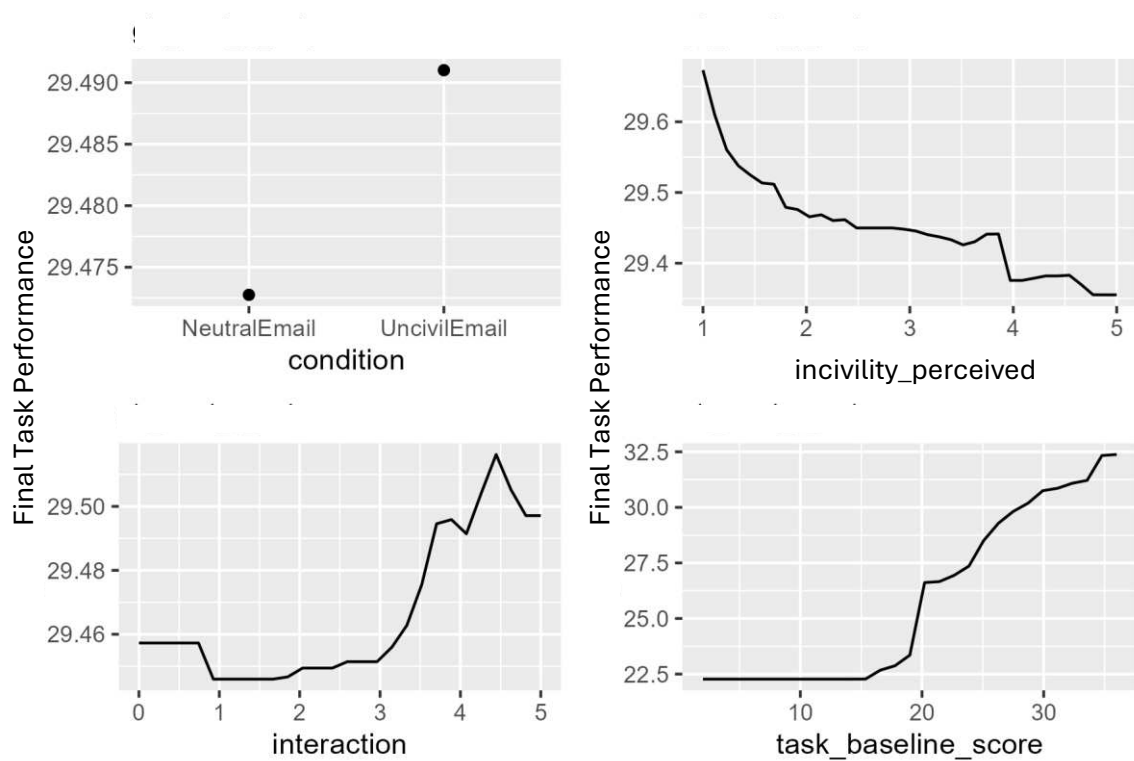 Final Task Performance
29.490
29.485
29.480
29.475
NeutralEmail UncivilEmail
condition
Final Task Performance
29.6
29.5
29.4
1 2 3 4 5
incivility_perceived
29.50
29.48
29.46
0 1 2 3 4 5
interaction
32.5
30.0
27.5
25.0
22.5
10 20 30
task_baseline_score